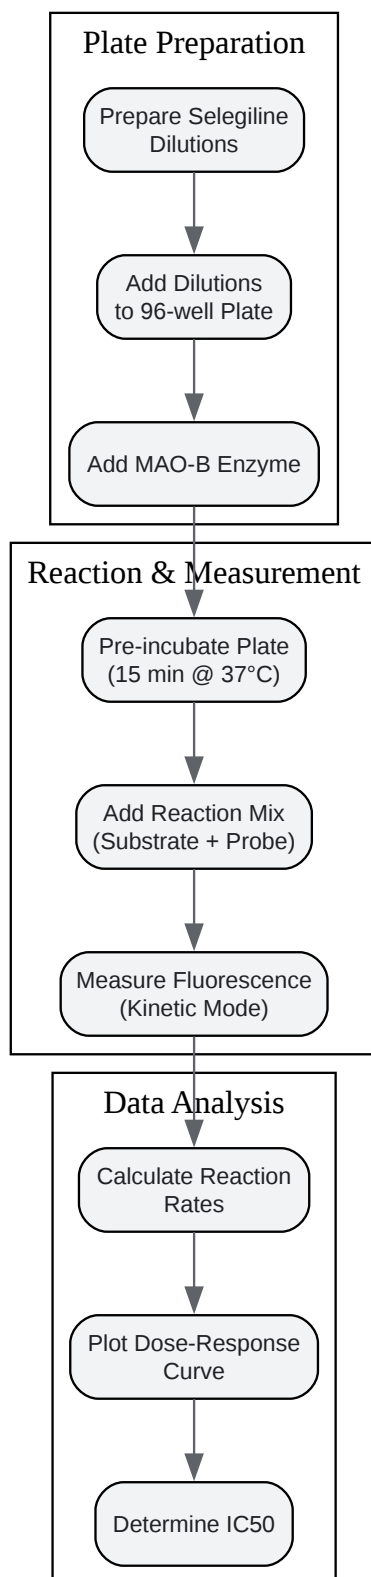 Plate Preparation
Prepare Selegiline
Dilutions
Add Dilutions
to 96-well Plate
Add MAO-B Enzyme
Reaction & Measurement
Pre-incubate Plate
(15 min @ 37°C)
Add Reaction Mix
(Substrate + Probe)
Measure Fluorescence
(Kinetic Mode)
Data Analysis
Calculate Reaction
Rates
Plot Dose-Response
Curve
Determine IC50